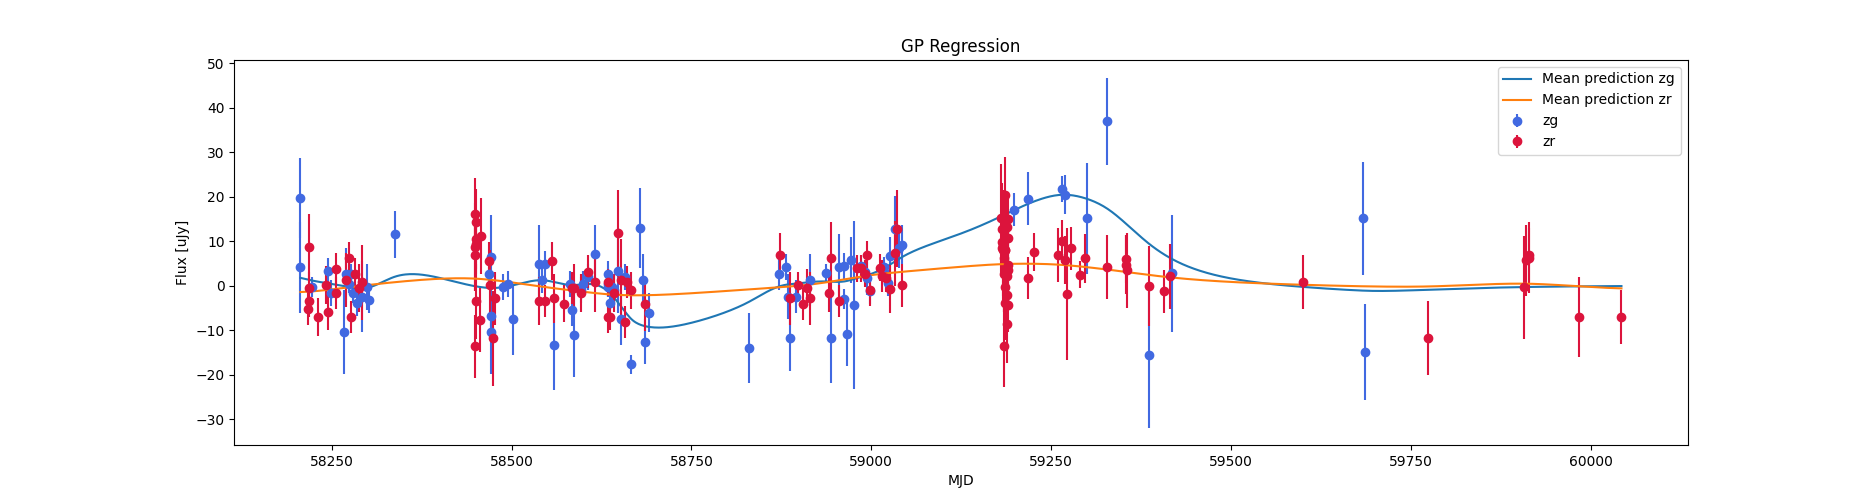 GP Regression
Flux [uJy]
50
40
30
20
10
0
−10
−20
−30
58250
58500
58750
59000
59250
59500
59750
60000
MJD
Mean prediction zg
Mean prediction zr
zg
zr